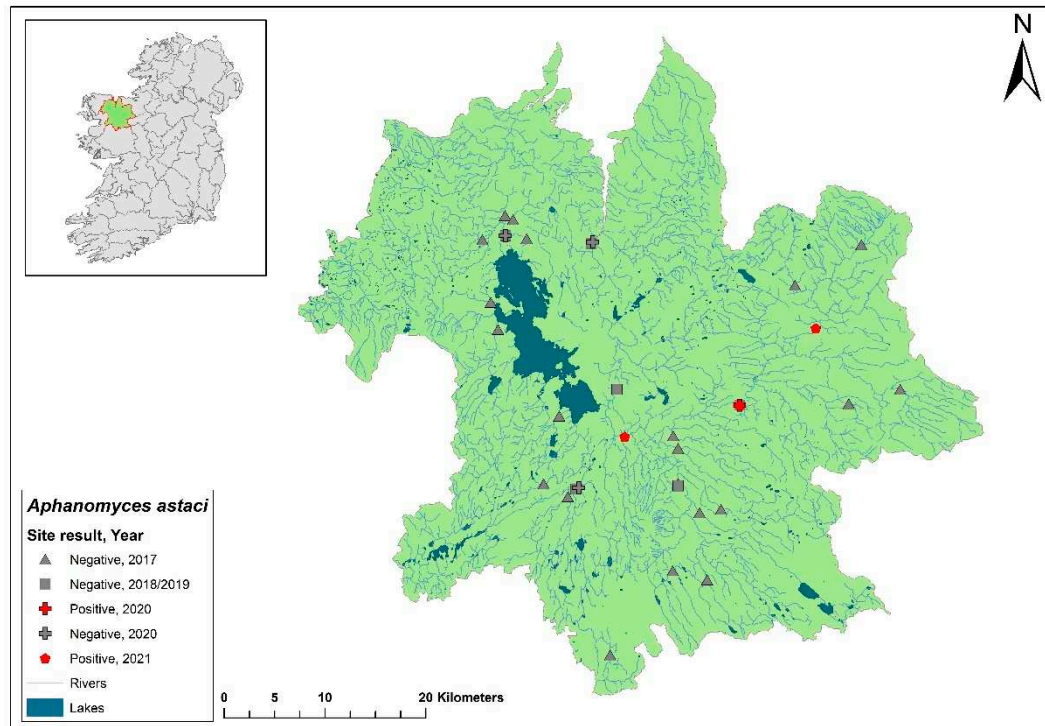 N
Aphanomyces astaci
Site result, Year
Negative, 2017
Negative, 2018/2019
Positive, 2020
Negative, 2020
Positive, 2021
Rivers
Lakes
0 5 10 20 Kilometers